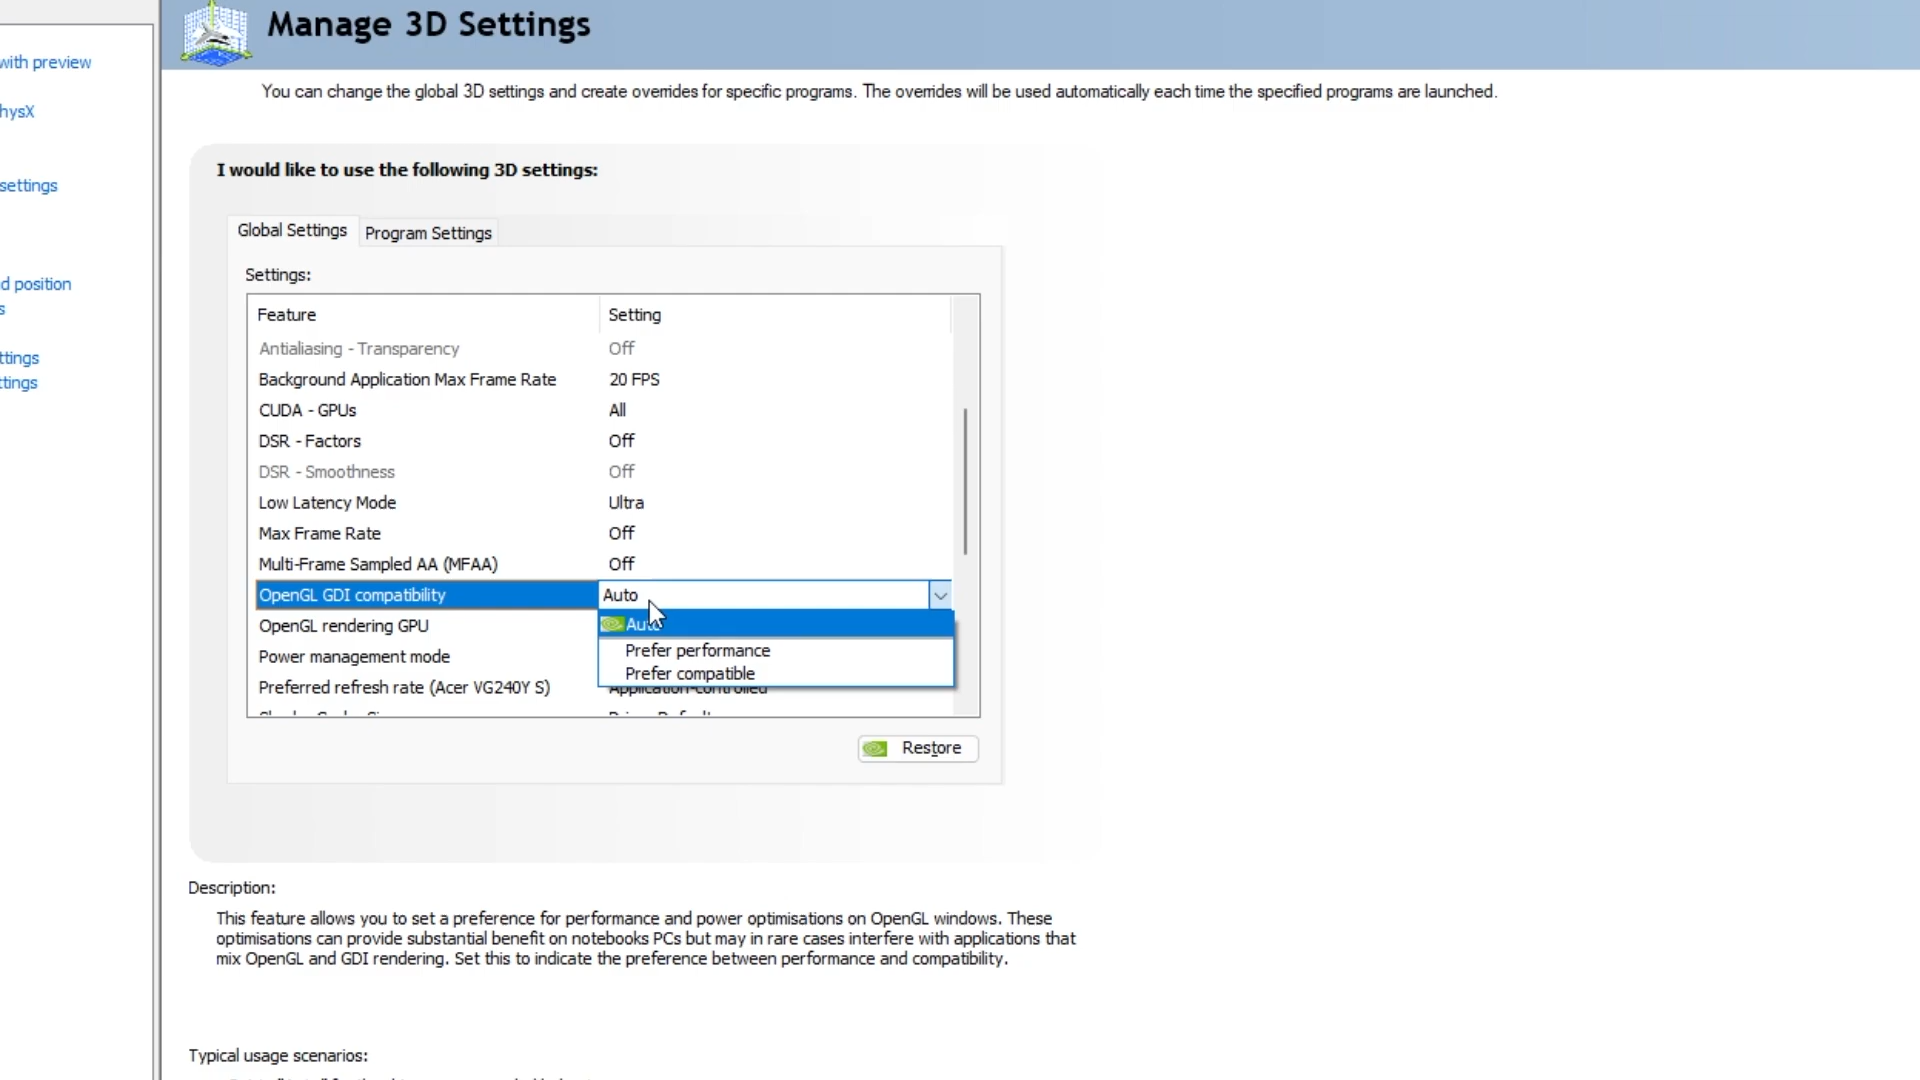 Manage 3D Settings
with preview
You can change the global 3D settings and create overrides for specific programs. The overrides will be used automatically each time the specified programs are launched.
hysX
I would like to use the following 3D settings:
settings
Global Settings
Program Settings
Settings:
d position
s
Feature Setting
Antialiasing - Transparency Off
ttings
Background Application Max Frame Rate 20 FPS
ttings
CUDA - GPUs All
DSR - Factors Off
DSR - Smoothness Off
Low Latency Mode Ultra
Max Frame Rate Off
Multi-Frame Sampled AA (MFAA) Off
OpenGL GDI compatibility Auto
OpenGL rendering GPU Auto
Prefer performance
Power management mode
Prefer compatible
Preferred refresh rate (Acer VG240Y S) Application-controlled
Restore
Description:
This feature allows you to set a preference for performance and power optimisations on OpenGL windows. These
optimisations can provide substantial benefit on notebooks PCs but may in rare cases interfere with applications that
mix OpenGL and GDI rendering. Set this to indicate the preference between performance and compatibility.
Typical usage scenarios: